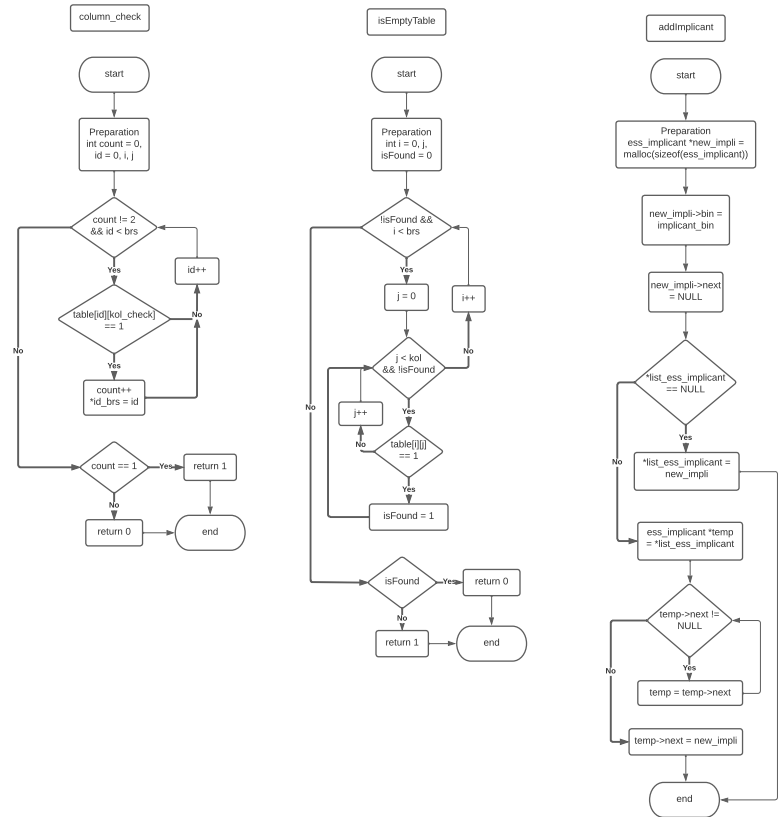 column_check
start
Preparation
int count = 0,
id = 0, i, j
count != 2
&& id < brs
Yes
id++
table[id][kol_check]
== 1
No
Yes
No
count++
*id_brs = id
count == 1
Yes
return 1
No
return 0
end
isEmptyTable
start
Preparation
int i = 0, j,
isFound = 0
!isFound &&
i < brs
Yes
j = 0
i++
No
j < kol
&& !isFound
No
Yes
j++
No
table[i][j]
== 1
Yes
isFound = 1
isFound
Yes
return 0
No
return 1
end
addImplicant
start
Preparation
ess_implicant *new_impli =
malloc(sizeof(ess_implicant))
new_impli->bin =
implicant_bin
new_impli->next
= NULL
*list_ess_implicant
== NULL
Yes
No
*list_ess_implicant =
new_impli
ess_implicant *temp
= *list_ess_implicant
temp->next !=
NULL
Yes
No
temp = temp->next
temp->next = new_impli
end